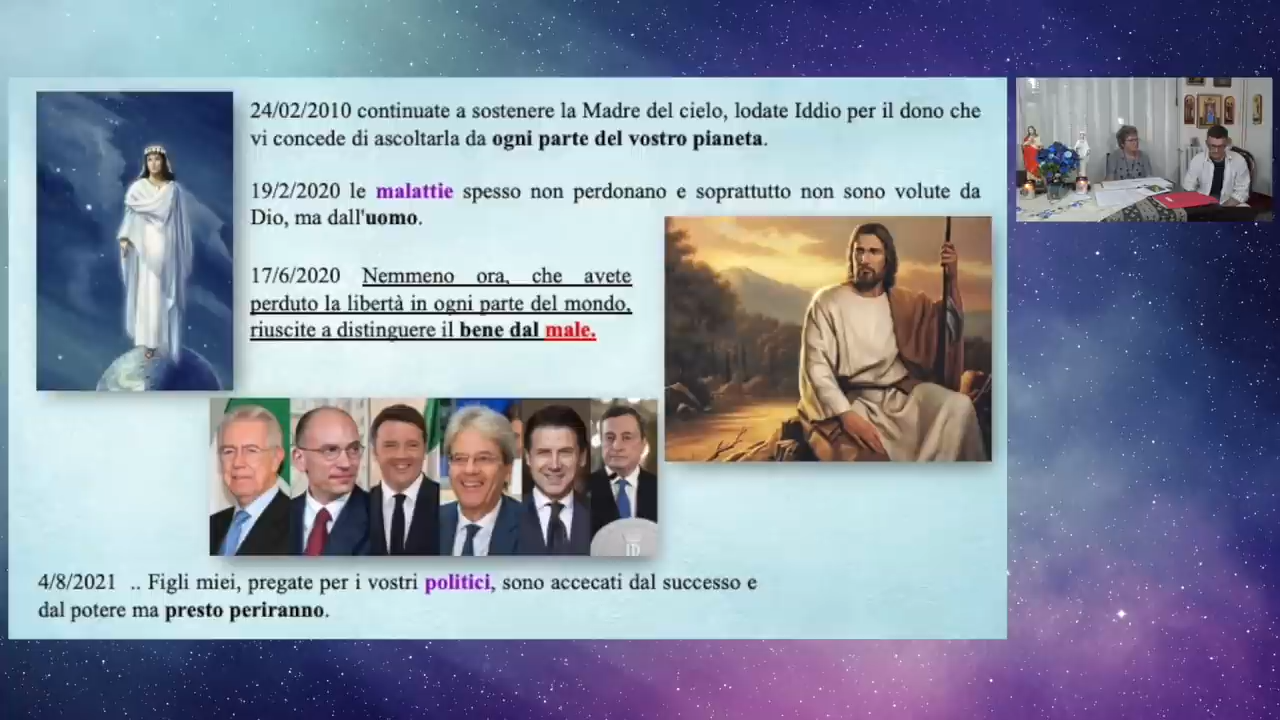 24/02/2010 continuate a sostenere la Madre del cielo, lodate Iddio per il dono che
vi concede di ascoltarla da ogni parte del vostro pianeta.
19/2/2020 le malattie spesso non perdonano e soprattutto non sono volute da
Dio, ma dall'uomo.
17/6/2020 Nemmeno ora, che avete
perduto la libertà in ogni parte del mondo,
riuscite a distinguere il bene dal male.
4/8/2021 .. Figli miei, pregate per i vostri politici, sono accecati dal successo e
dal potere ma presto periranno.